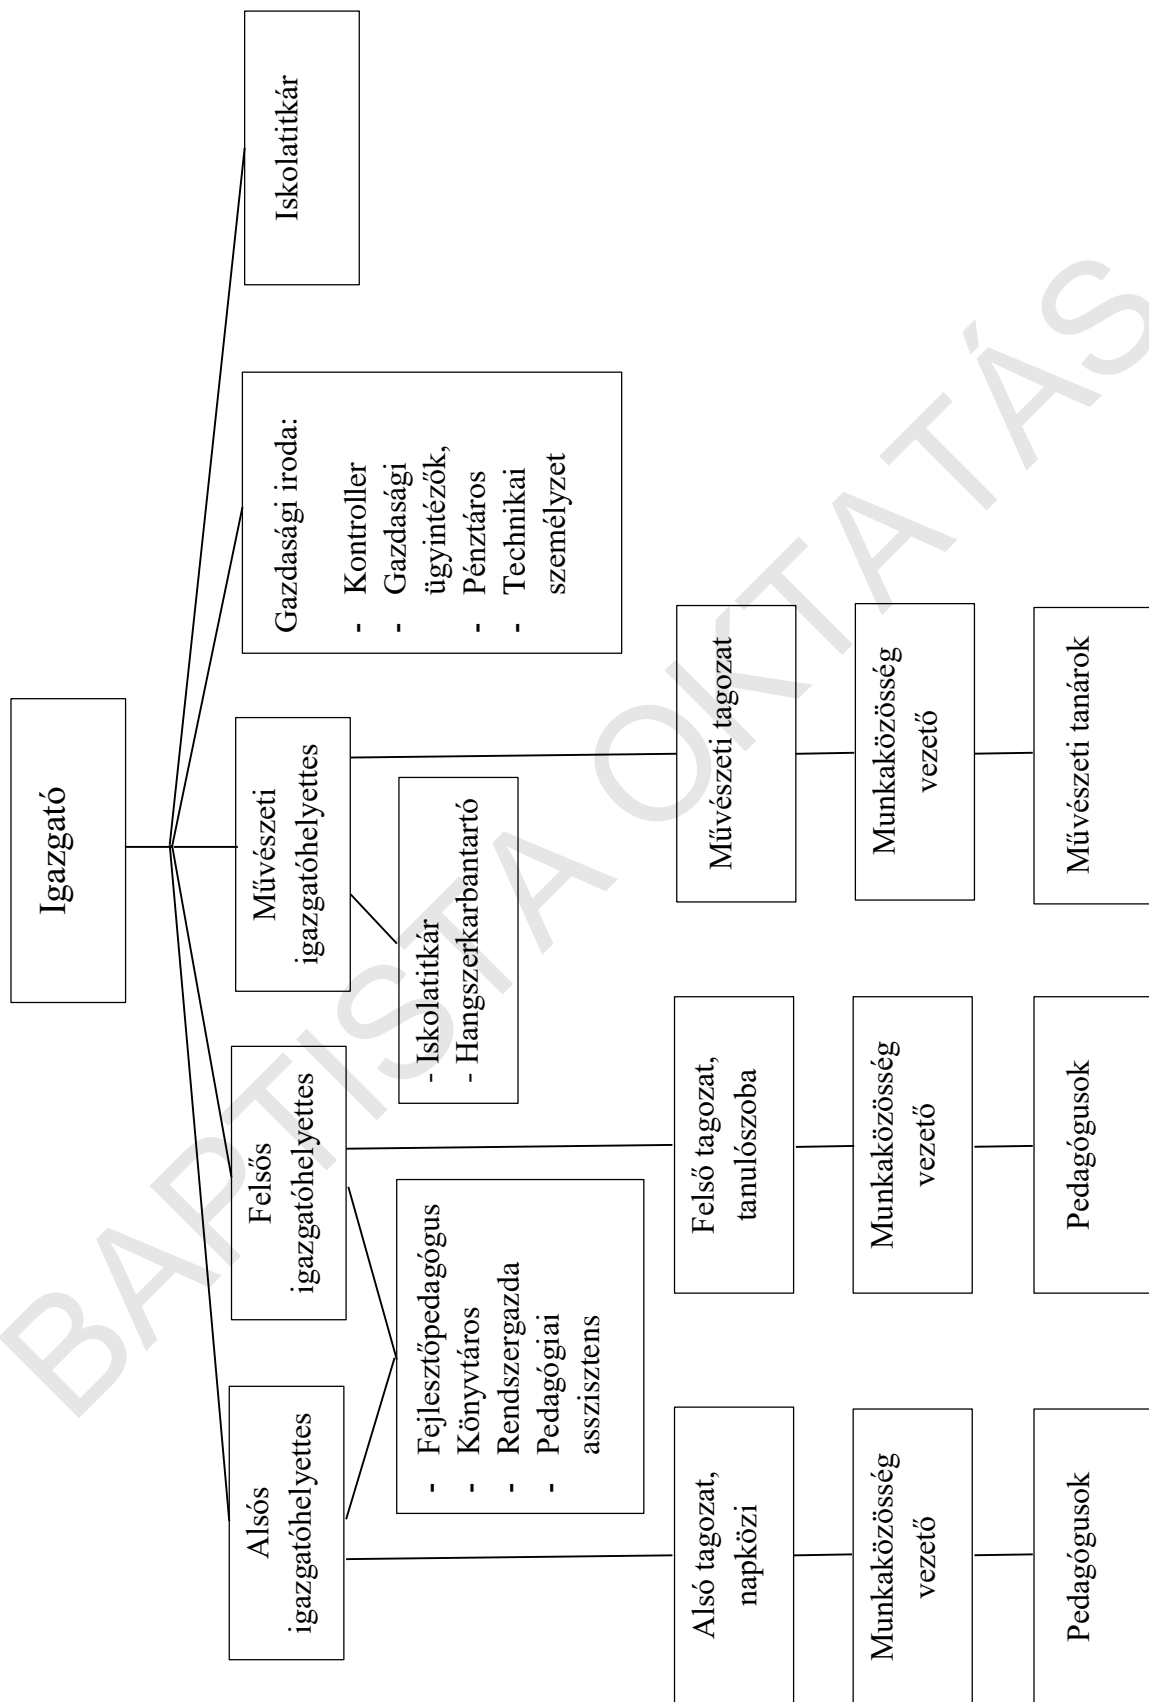 Igazgató
Alsós
igazgatóhelyettes
Felsős
igazgatóhelyettes
Művészeti
igazgatóhelyettes
Gazdasági iroda:
- Kontroller
- Gazdasági
ügyintézők,
- Pénztáros
- Technikai
személyzet
Iskolatitkár
- Fejlesztőpedagógus
- Könyvtáros
- Rendszergazda
- Pedagógiai
asszisztens
- Iskolatitkár
- Hangszerkarbantartó
Alsó tagozat,
napközi
Felső tagozat,
tanulószoba
Művészeti tagozat
Munkaközösség
vezető
Munkaközösség
vezető
Munkaközösség
vezető
Pedagógusok
Pedagógusok
Művészeti tanárok
BAPTISTA OKTATÁS